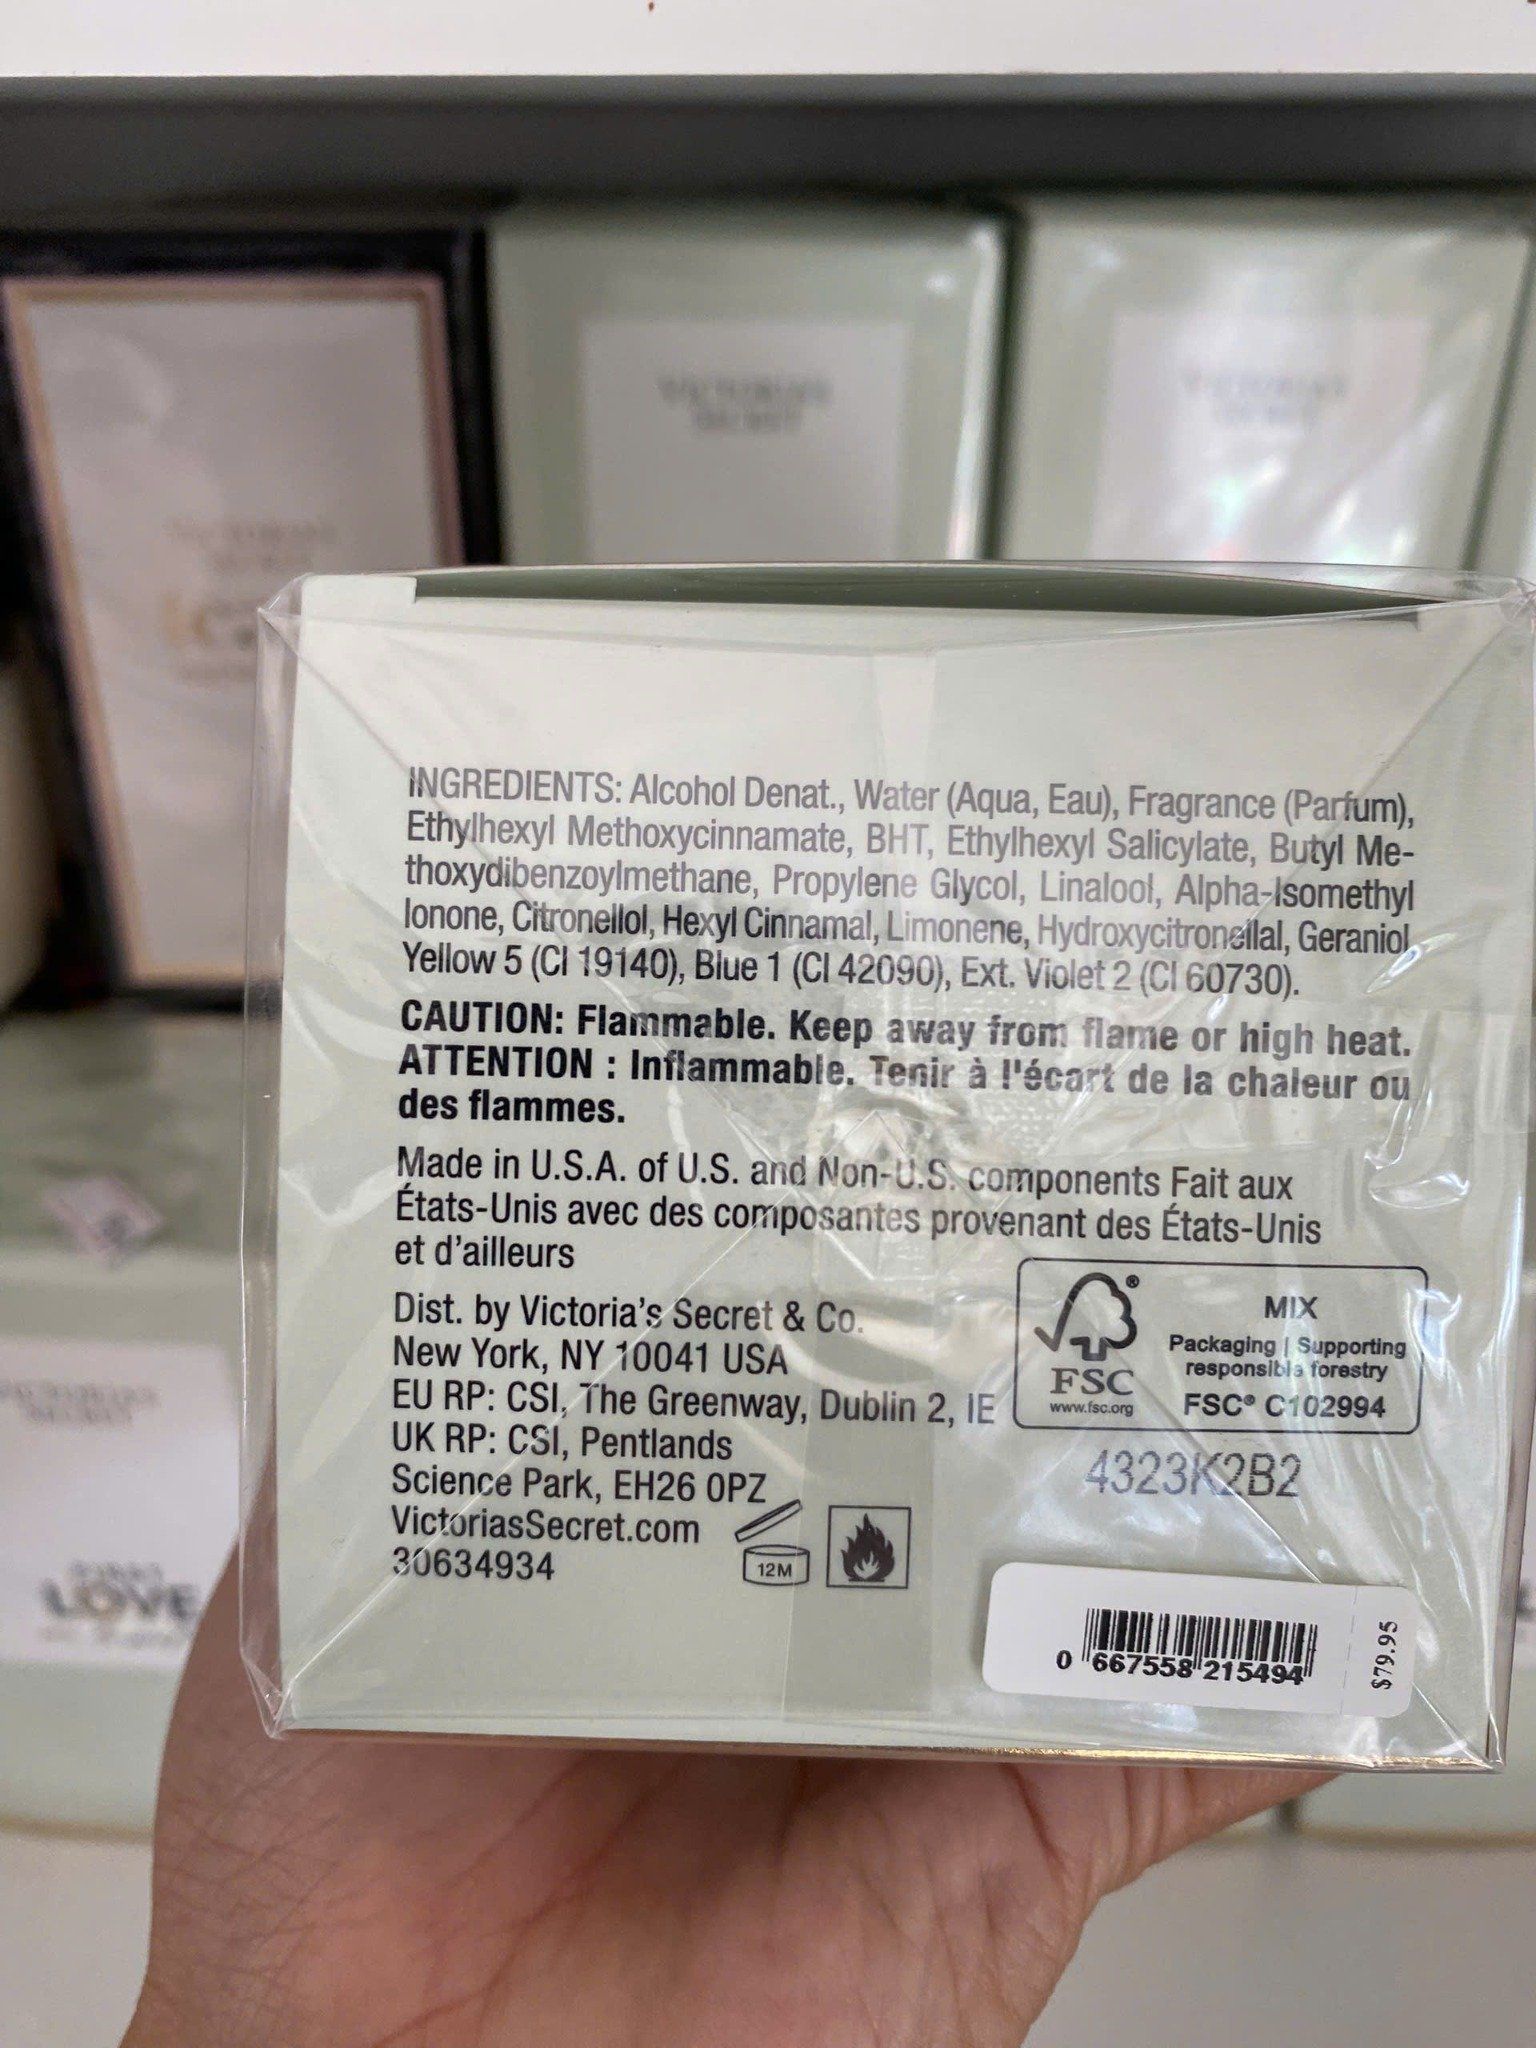 VICTORIA'S
SECRET
VICTORIA'S
SECRET
VICTORIA'S
SECRET
INGREDIENTS: Alcohol Denat., Water (Aqua, Eau), Fragrance (Parfum),
Ethylhexyl Methoxycinnamate, BHT, Ethylhexyl Salicylate, Butyl Me-
thoxydibenzoylmethane, Propylene Glycol, Linalool, Alpha-Isomethyl
Ionone, Citronellol, Hexyl Cinnamal, Limonene, Hydroxycitronellal, Geraniol
Yellow 5 (CI 19140), Blue 1 (CI 42090), Ext. Violet 2 (CI 60730).
CAUTION: Flammable. Keep away from flame or high heat.
ATTENTION : Inflammable. Tenir à l'écart de la chaleur ou
des flammes.
Made in U.S.A. of U.S. and Non-U.S. components Fait aux
États-Unis avec des composantes provenant des États-Unis
et d'ailleurs
Dist. by Victoria's Secret & Co.
New York, NY 10041 USA
EU RP: CSI, The Greenway, Dublin 2, IE
UK RP: CSI, Pentlands
Science Park, EH26 0PZ
VictoriasSecret.com
30634934
12M
FSC
www.fsc.org
MIX
Packaging | Supporting
responsible forestry
FSC® C102994
4323K2B2
0 667558 215494
$79.95
VICTORIA'S
SECRET
LOVE